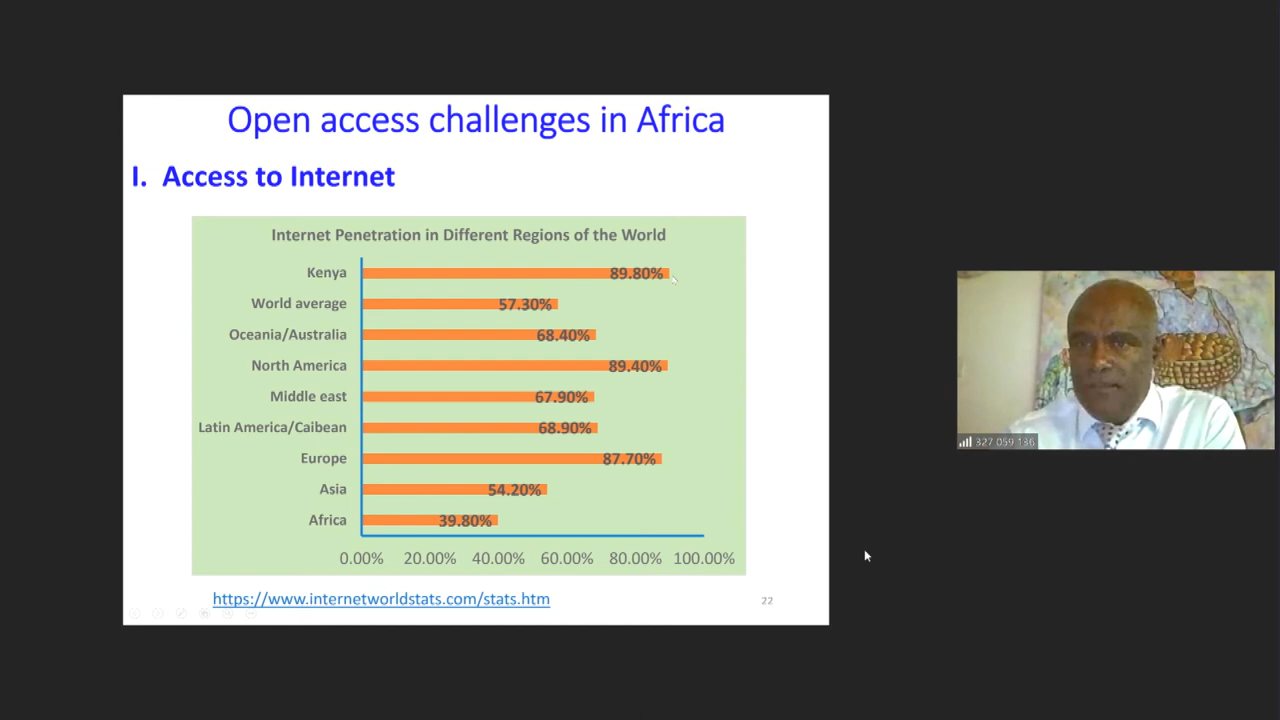 Open access challenges in Africa
I. Access to Internet
Internet Penetration in Different Regions of the World
Kenya 89.80%
World average 57.30%
Oceania/Australia 68.40%
North America 89.40%
Middle east 67.90%
Latin America/Caibean 68.90%
Europe 87.70%
Asia 54.20%
Africa 39.80%
0.00% 20.00% 40.00% 60.00% 80.00% 100.00%
https://www.internetworldstats.com/stats.htm
22
327 059 136